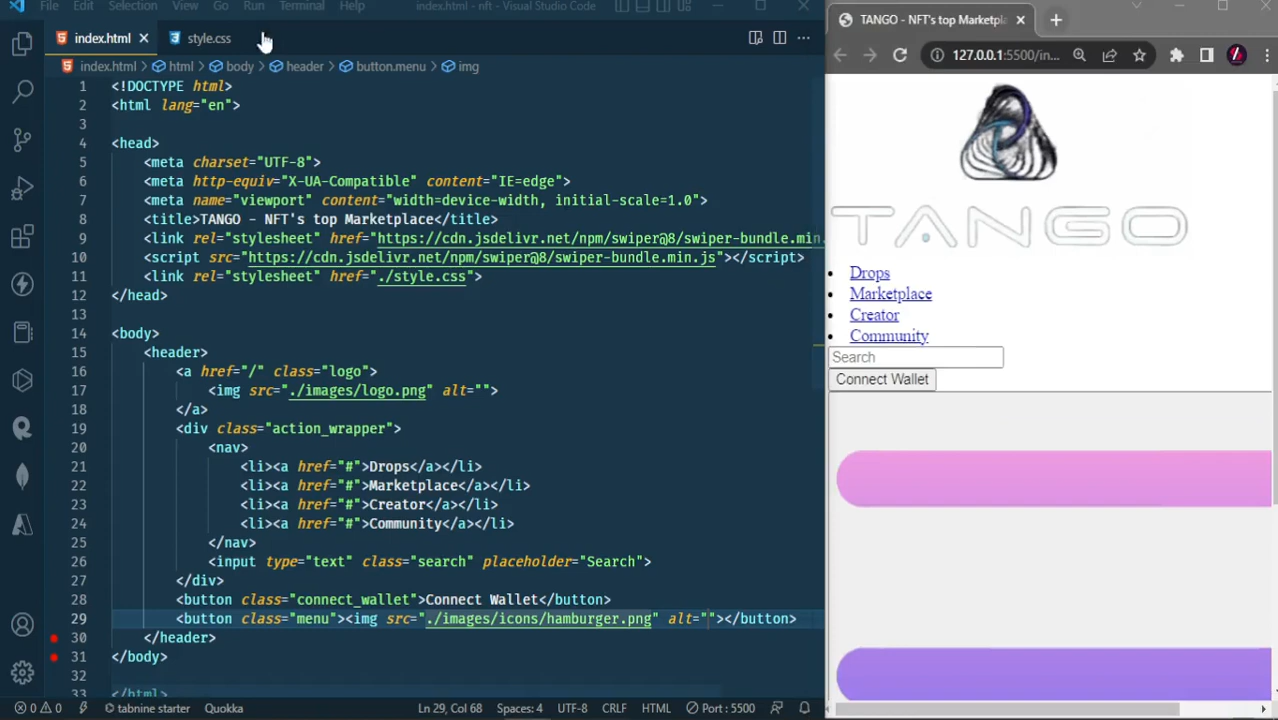 File Edit Selection View Go Run Terminal Help index.html - nft - Visual Studio Code
index.html style.css
index.html > html > body > header > button.menu > img
1 <!DOCTYPE html>
2 <html lang="en">
3
4 <head>
5 <meta charset="UTF-8">
6 <meta http-equiv="X-UA-Compatible" content="IE=edge">
7 <meta name="viewport" content="width=device-width, initial-scale=1.0">
8 <title>TANGO - NFT's top Marketplace</title>
9 <link rel="stylesheet" href="https://cdn.jsdelivr.net/npm/swiper@8/swiper-bundle.min.
10 <script src="https://cdn.jsdelivr.net/npm/swiper@8/swiper-bundle.min.js"></script>
11 <link rel="stylesheet" href="./style.css">
12 </head>
13
14 <body>
15 <header>
16 <a href="/" class="logo">
17 <img src="./images/logo.png" alt="">
18 </a>
19 <div class="action_wrapper">
20 <nav>
21 <li><a href="#">Drops</a></li>
22 <li><a href="#">Marketplace</a></li>
23 <li><a href="#">Creator</a></li>
24 <li><a href="#">Community</a></li>
25 </nav>
26 <input type="text" class="search" placeholder="Search">
27 </div>
28 <button class="connect_wallet">Connect Wallet</button>
29 <button class="menu"><img src="./images/icons/hamburger.png" alt=""></button>
30 </header>
31 </body>
32
33 </html>
0 0 tabnine starter Quokka Ln 29, Col 68 Spaces: 4 UTF-8 CRLF HTML Port : 5500
TANGO - NFT's top Marketpla
127.0.0.1:5500/in...
TANGO
Drops
Marketplace
Creator
Community
Search
Connect Wallet